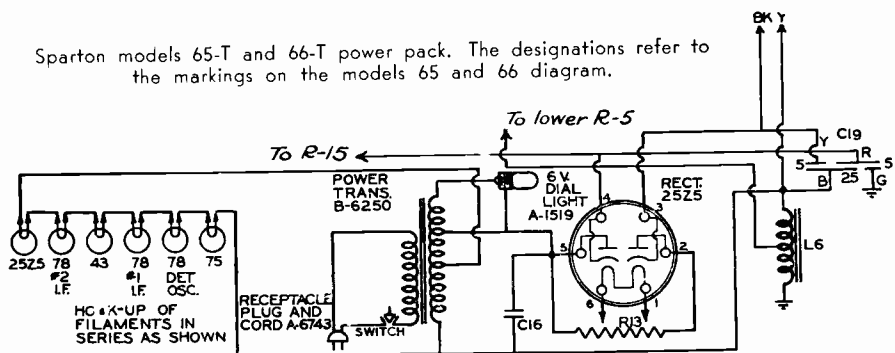 Sparton models 65-T and 66-T power pack. The designations refer to
the markings on the models 65 and 66 diagram.
BK Y
To lower R-5
To R-15
Y C19
R
5 5
B 25 G
POWER
TRANS.
B-6250
6 V.
DIAL
LIGHT
A-1519
RECT.
25Z5
4 3
5 2
6 1
L6
25Z5 78 43 78 78 75
#2 #1 DET.
I.F. I.F. OSC.
HOOK-UP OF
FILAMENTS IN
SERIES AS SHOWN
RECEPTACLE
PLUG AND
CORD A-6743
SWITCH
C16
R13